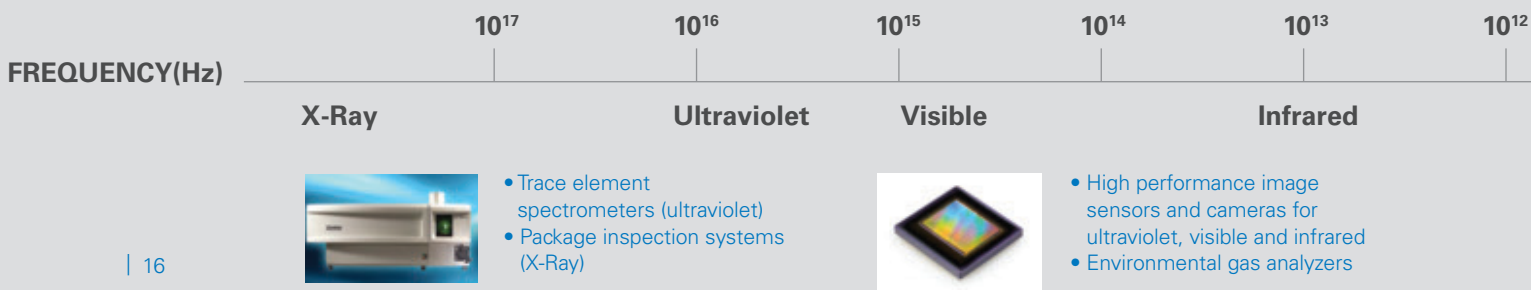 10¹⁷ 10¹⁶ 10¹⁵ 10¹⁴ 10¹³ 10¹²
FREQUENCY(Hz)
X-Ray Ultraviolet Visible Infrared
• Trace element
spectrometers (ultraviolet)
• Package inspection systems
(X-Ray)
• High performance image
sensors and cameras for
ultraviolet, visible and infrared
• Environmental gas analyzers
| 16